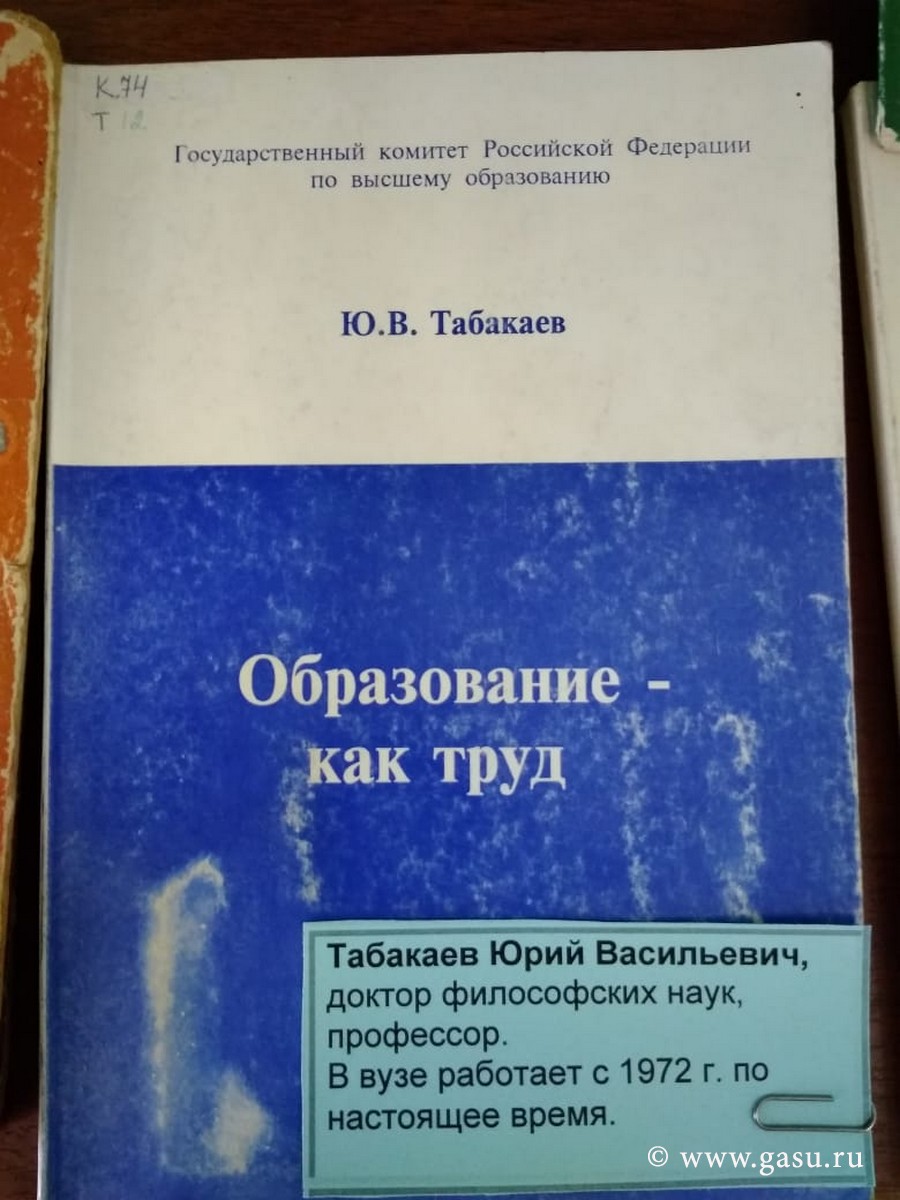 К74
Т 12
Государственный комитет Российской Федерации
по высшему образованию
Ю.В. Табакаев
Образование -
как труд
Табакаев Юрий Васильевич,
доктор философских наук,
профессор.
В вузе работает с 1972 г. по
настоящее время.
© www.gasu.ru